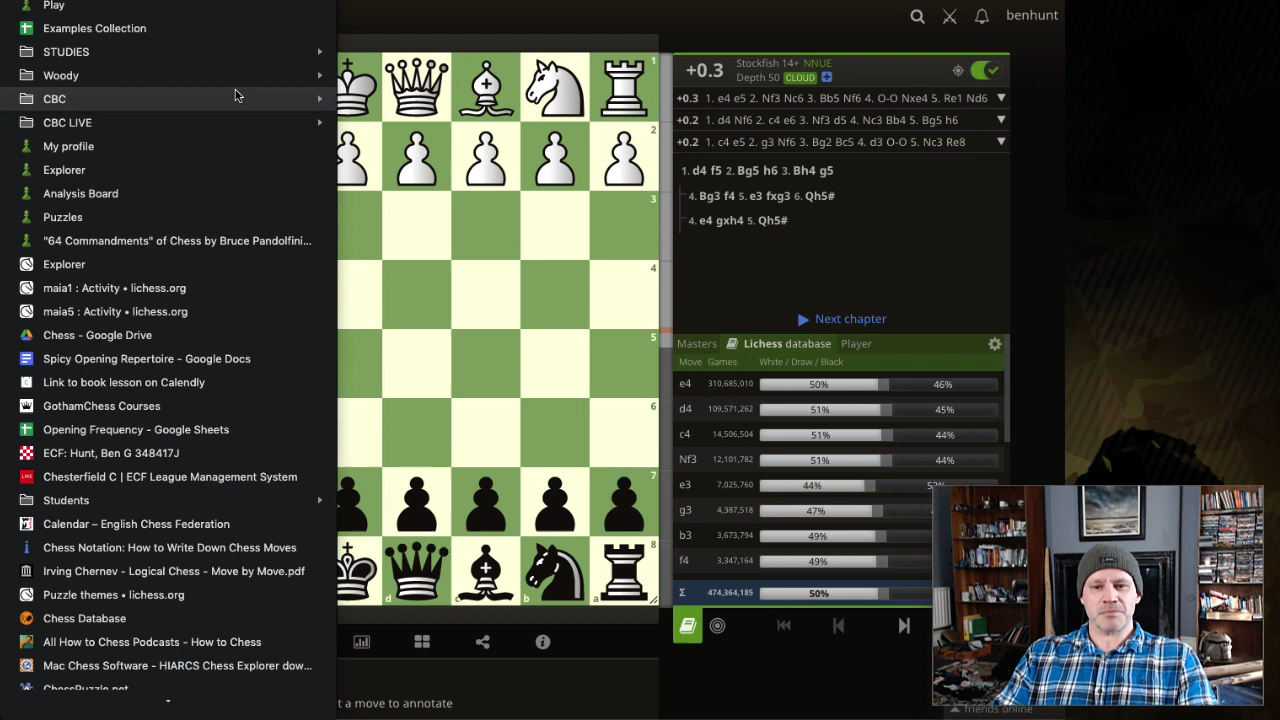 Play
Examples Collection
STUDIES
Woody
CBC
CBC LIVE
My profile
Explorer
Analysis Board
Puzzles
"64 Commandments" of Chess by Bruce Pandolfini...
Explorer
maia1 : Activity • lichess.org
maia5 : Activity • lichess.org
Chess - Google Drive
Spicy Opening Repertoire - Google Docs
Link to book lesson on Calendly
GothamChess Courses
Opening Frequency - Google Sheets
ECF: Hunt, Ben G 348417J
Chesterfield C | ECF League Management System
Students
Calendar – English Chess Federation
Chess Notation: How to Write Down Chess Moves
Irving Chernev - Logical Chess - Move by Move.pdf
Puzzle themes • lichess.org
Chess Database
All How to Chess Podcasts - How to Chess
Mac Chess Software - HIARCS Chess Explorer dow...
ChessPuzzle.net
1
2
3
4
5
6
7
8
d
c
b
a
t a move to annotate
benhunt
+0.3
Stockfish 14+ NNUE
Depth 50 CLOUD
+0.3 1. e4 e5 2. Nf3 Nc6 3. Bb5 Nf6 4. O-O Nxe4 5. Re1 Nd6
+0.2 1. d4 Nf6 2. c4 e6 3. Nf3 d5 4. Nc3 Bb4 5. Bg5 h6
+0.2 1. c4 e5 2. g3 Nf6 3. Bg2 Bc5 4. d3 O-O 5. Nc3 Re8
1. d4 f5 2. Bg5 h6 3. Bh4 g5
4. Bg3 f4 5. e3 fxg3 6. Qh5#
4. e4 gxh4 5. Qh5#
Next chapter
Masters Lichess database Player
Move Games White / Draw / Black
e4 310,685,010 50% 46%
d4 109,571,262 51% 45%
c4 14,506,504 51% 44%
Nf3 12,101,782 51% 44%
e3 7,025,760 44%
g3 4,387,518 47%
b3 3,673,794 49%
f4 3,347,164 49%
Σ 474,364,185 50%
friends online